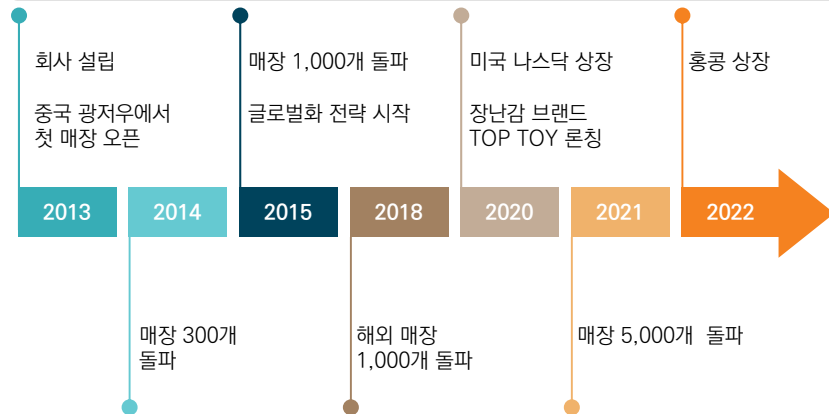 회사 설립
중국 광저우에서
첫 매장 오픈
매장 1,000개 돌파
글로벌화 전략 시작
미국 나스닥 상장
장난감 브랜드
TOP TOY 론칭
홍콩 상장
2013
2014
2015
2018
2020
2021
2022
매장 300개
돌파
해외 매장
1,000개 돌파
매장 5,000개 돌파